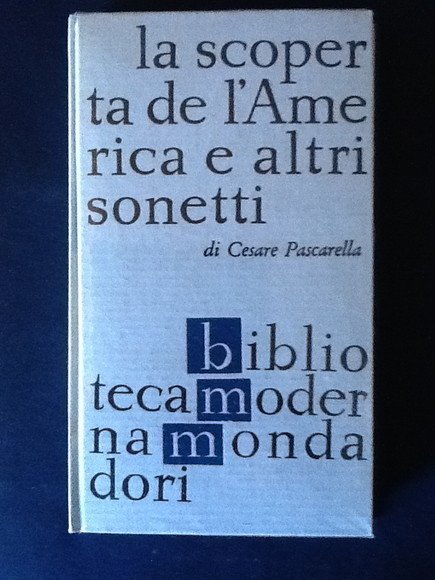 la scoper
ta de l'Ame
rica e altri
sonetti
di Cesare Pascarella
biblio
tecamoder
namonda
dori